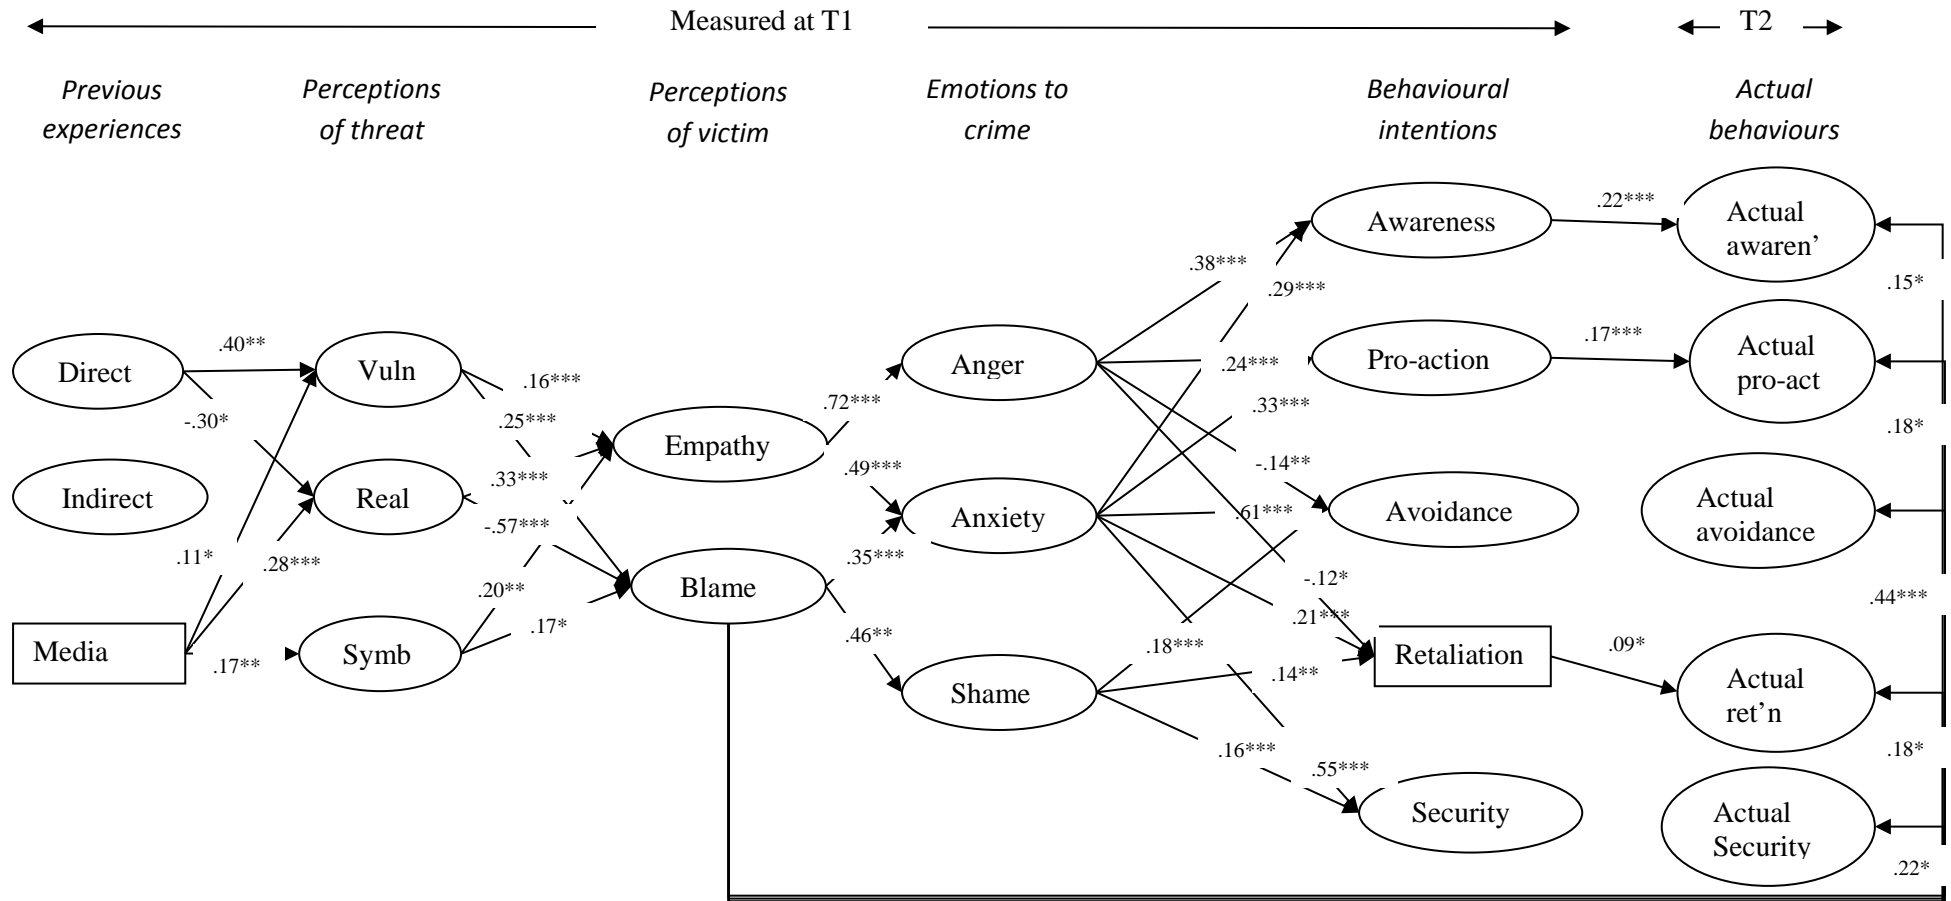 Measured at T1
T2
Previous
experiences
Perceptions
of threat
Perceptions
of victim
Emotions to
crime
Behavioural
intentions
Actual
behaviours
Direct
Indirect
Media
.40**
-.30*
.11*
.28***
.17**
Vuln
Real
Symb
.16***
.25***
.33***
-.57***
.20**
.17*
Empathy
Blame
.72***
.49***
.35***
.46**
Anger
Anxiety
Shame
.38***
.29***
.24***
.33***
-.14**
.61***
-.12*
.21***
.18***
.14**
.16***
.55***
Awareness
Pro-action
Avoidance
Retaliation
Security
.22***
.17***
.09*
Actual
awaren’
Actual
pro-act
Actual
avoidance
Actual
ret’n
Actual
Security
.15*
.18*
.44***
.18*
.22*